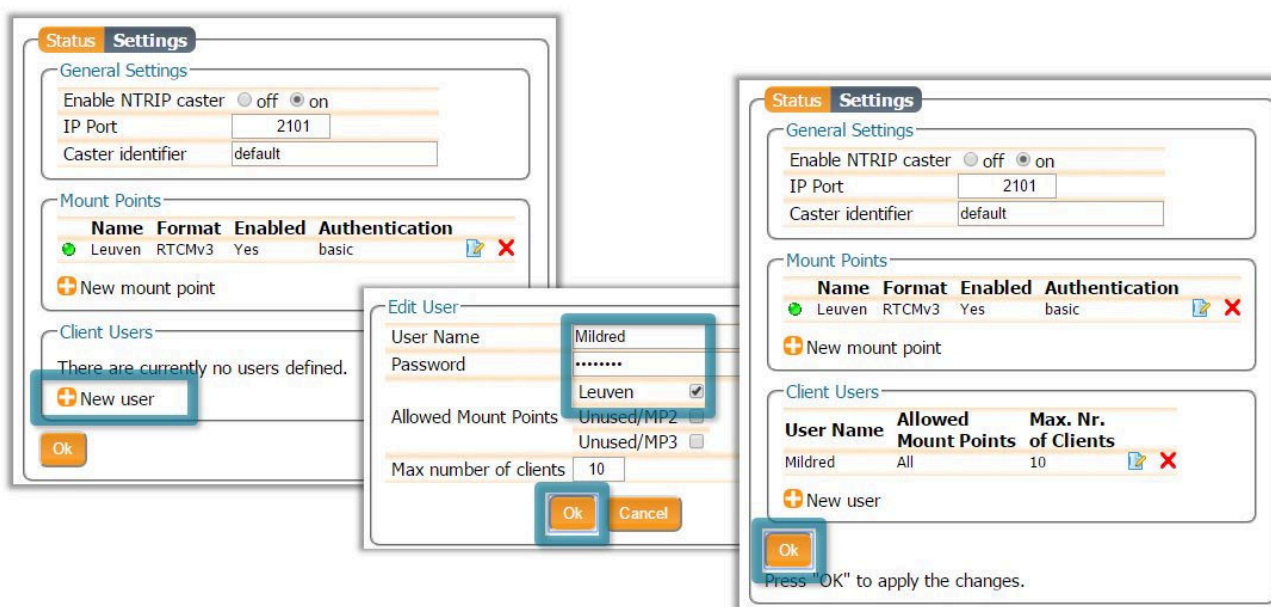 Status Settings
General Settings
Enable NTRIP caster off on
IP Port 2101
Caster identifier default
Mount Points
Name Format Enabled Authentication
Leuven RTCMv3 Yes basic
New mount point
Client Users
There are currently no users defined.
New user
Ok
Edit User
User Name Mildred
Password ••••••••
Allowed Mount Points
Leuven
Unused/MP2
Unused/MP3
Max number of clients 10
Ok Cancel
Status Settings
General Settings
Enable NTRIP caster off on
IP Port 2101
Caster identifier default
Mount Points
Name Format Enabled Authentication
Leuven RTCMv3 Yes basic
New mount point
Client Users
User Name Allowed Mount Points Max. Nr. of Clients
Mildred All 10
New user
Ok
Press "OK" to apply the changes.